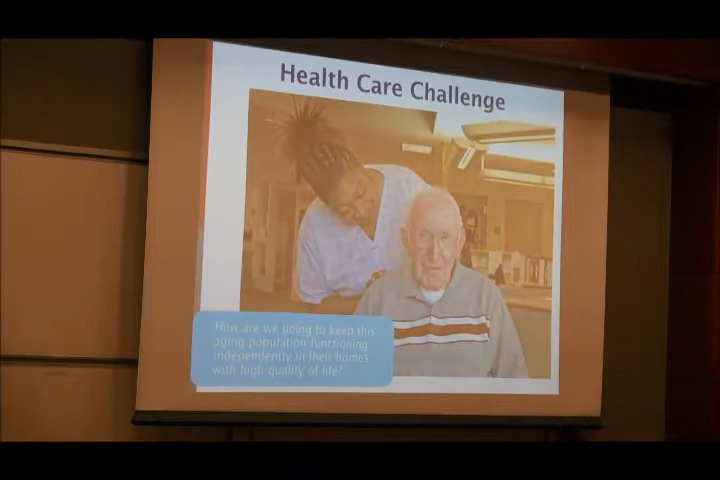 Health Care Challenge
How are we going to keep this
aging population functioning
independently in their homes
with high quality of life?